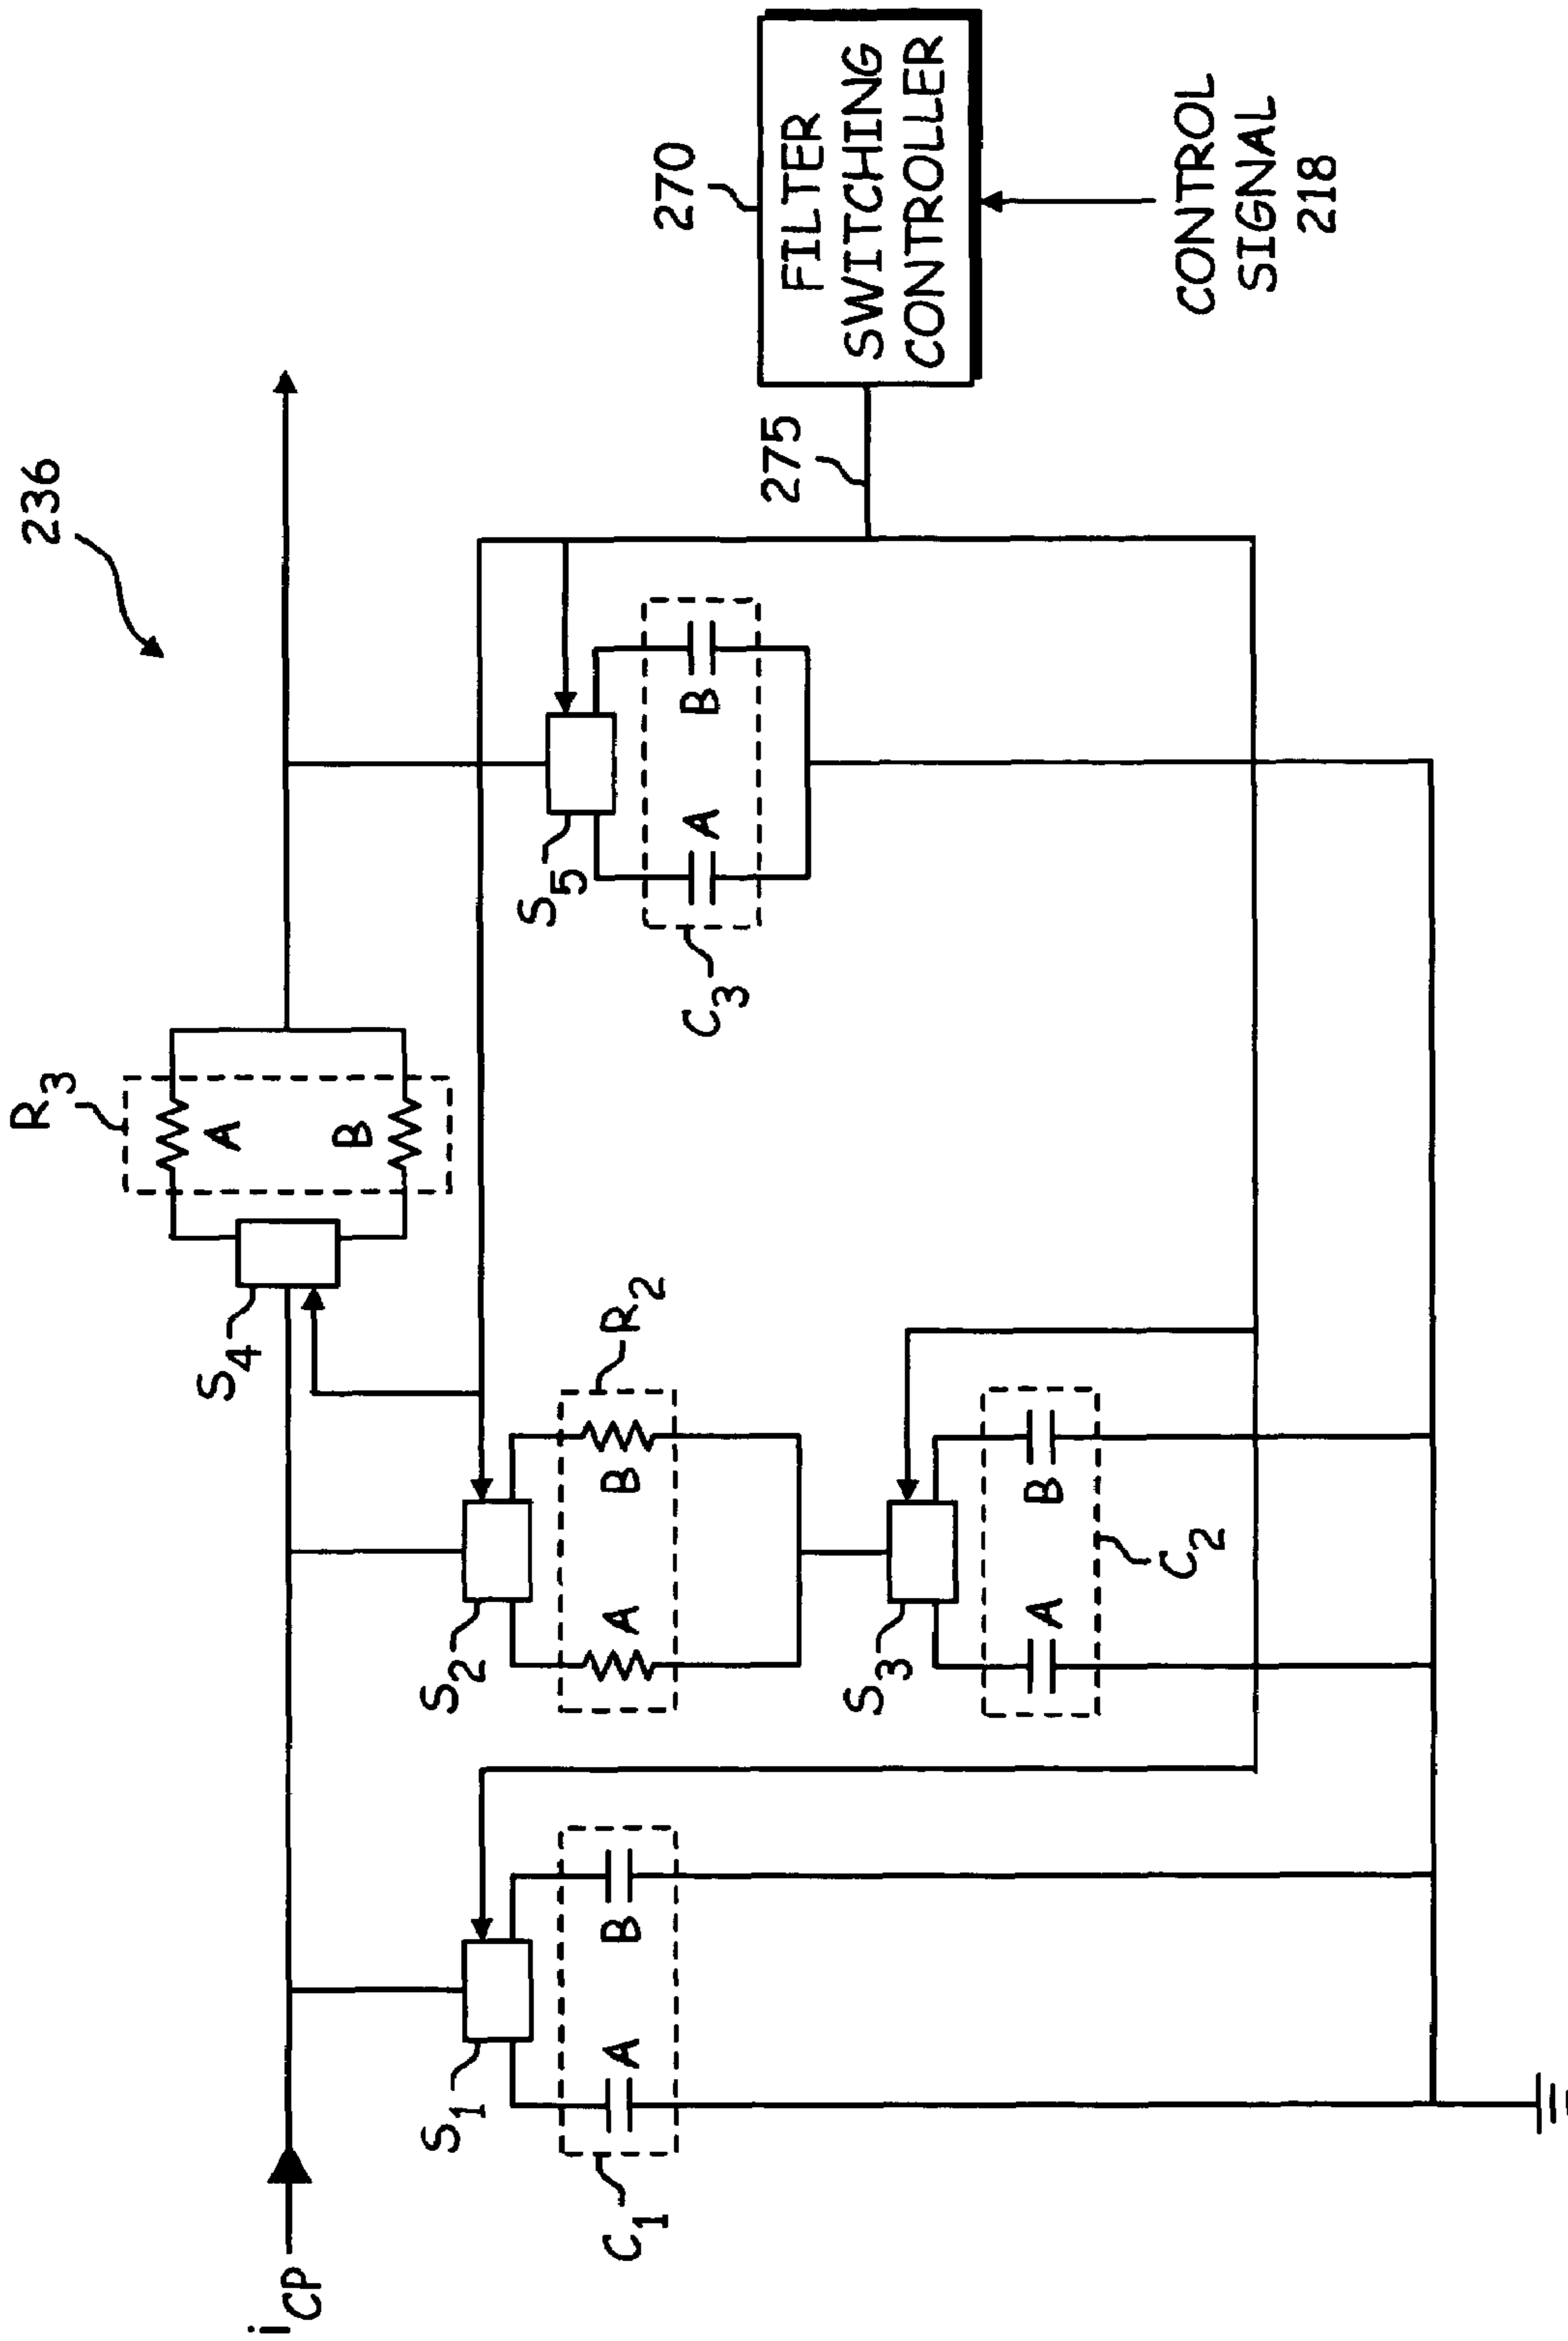 236
R3
A
B
S4
iCP
S1
A
B
C1
S2
A
B
R2
S3
A
B
C2
S5
A
B
C3
275
270
FILTER
SWITCHING
CONTROLLER
CONTROL
SIGNAL
218